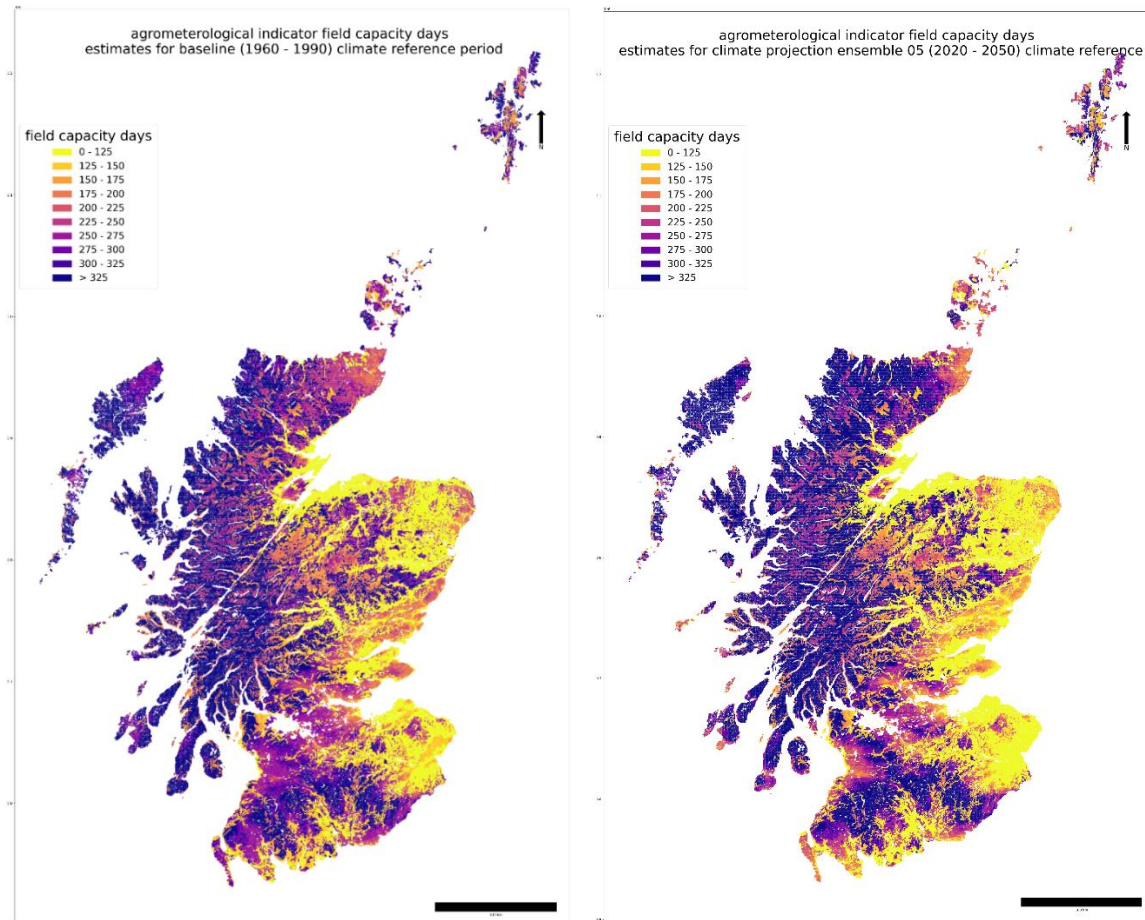 agrometerological indicator field capacity days
estimates for baseline (1960 - 1990) climate reference period
field capacity days
0 - 125
125 - 150
150 - 175
175 - 200
200 - 225
225 - 250
250 - 275
275 - 300
300 - 325
> 325
N
agrometerological indicator field capacity days
estimates for climate projection ensemble 05 (2020 - 2050) climate reference
field capacity days
0 - 125
125 - 150
150 - 175
175 - 200
200 - 225
225 - 250
250 - 275
275 - 300
300 - 325
> 325
N